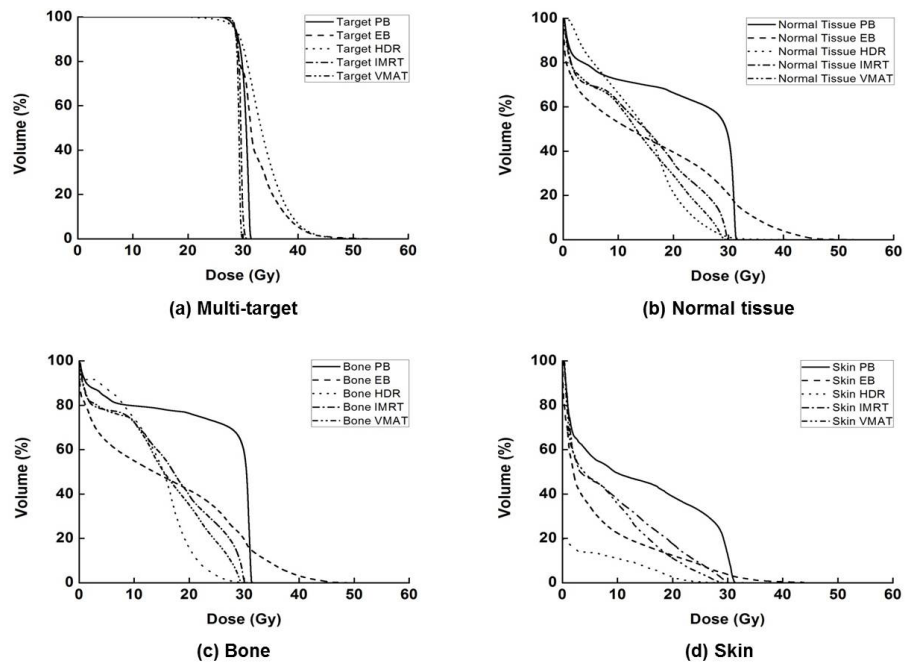 100
80
60
40
20
0
Volume (%)
Target PB
Target EB
Target HDR
Target IMRT
Target VMAT
0 10 20 30 40 50 60
Dose (Gy)
(a) Multi-target
100
80
60
40
20
0
Volume (%)
Normal Tissue PB
Normal Tissue EB
Normal Tissue HDR
Normal Tissue IMRT
Normal Tissue VMAT
0 10 20 30 40 50 60
Dose (Gy)
(b) Normal tissue
100
80
60
40
20
0
Volume (%)
Bone PB
Bone EB
Bone HDR
Bone IMRT
Bone VMAT
0 10 20 30 40 50 60
Dose (Gy)
(c) Bone
100
80
60
40
20
0
Volume (%)
Skin PB
Skin EB
Skin HDR
Skin IMRT
Skin VMAT
0 10 20 30 40 50 60
Dose (Gy)
(d) Skin